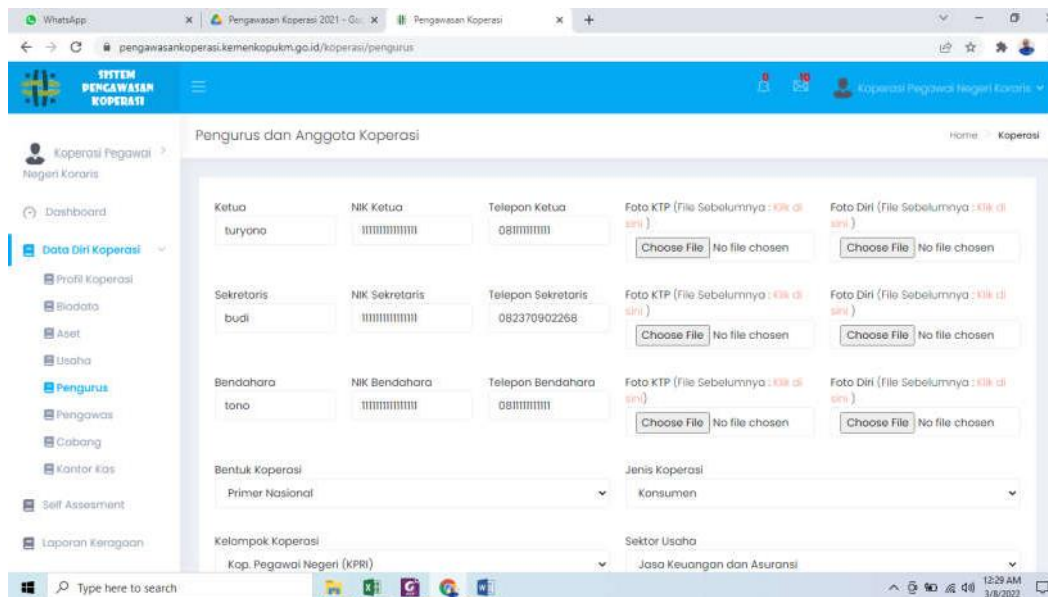 WhatsApp
Pengawasan Koperasi 2021 - Go
Pengawasan Koperasi
pengawasankoperasi.kemenkopukm.go.id/koperasi/pengurus
SISTEM
PENGAWASAN
KOPERASI
10
Koperasi Pegawai Negeri Kororis
Koperasi Pegawai
Negeri Kororis
Pengurus dan Anggota Koperasi
Home
Koperasi
Dashboard
Data Diri Koperasi
Profil Koperasi
Biodata
Aset
Usaha
Pengurus
Pengawas
Cabang
Kantor Kas
Self Assesment
Laporan Keragaan
Ketua NIK Ketua Telepon Ketua Foto KTP (File Sebelumnya : Klik di sini ) Foto Diri (File Sebelumnya : Klik di sini )
turyono Choose File No file chosen Choose File No file chosen
Sekretaris NIK Sekretaris Telepon Sekretaris Foto KTP (File Sebelumnya : Klik di sini ) Foto Diri (File Sebelumnya : Klik di sini )
budi 082370902268 Choose File No file chosen Choose File No file chosen
Bendahara NIK Bendahara Telepon Bendahara Foto KTP (File Sebelumnya : Klik di sini) Foto Diri (File Sebelumnya : Klik di sini )
tono Choose File No file chosen Choose File No file chosen
Bentuk Koperasi Jenis Koperasi
Primer Nasional Konsumen
Kelompok Koperasi Sektor Usaha
Kop. Pegawai Negeri (KPRI) Jasa Keuangan dan Asuransi
Type here to search
12:29 AM
3/8/2022